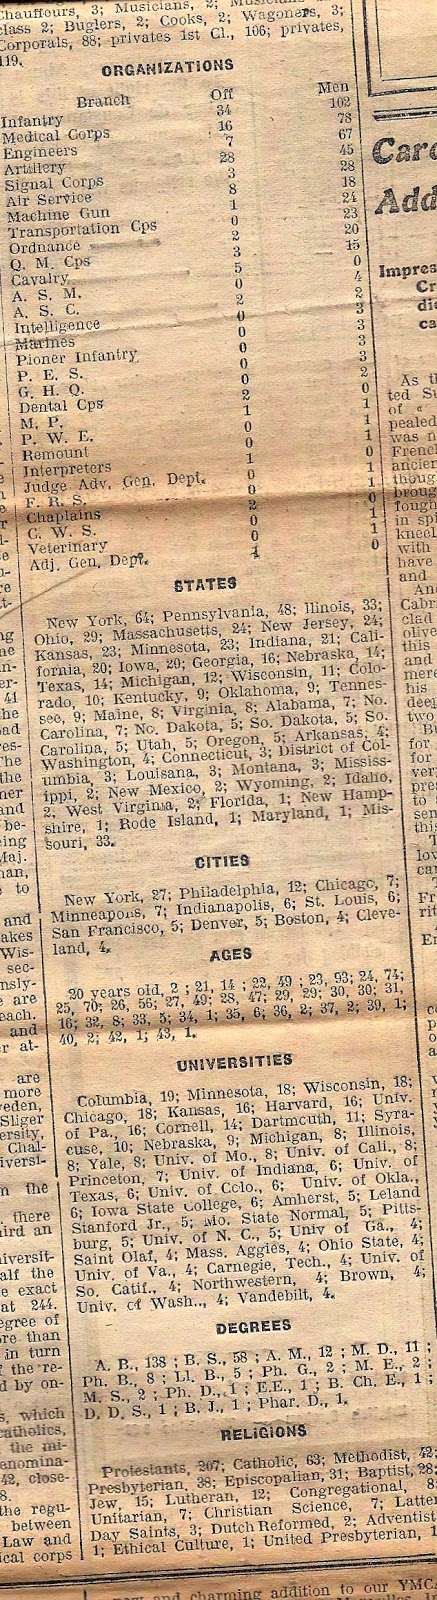 Chauffours, 3; Musicians, 2; Musicians
class 2; Buglers, 2; Cooks, 2; Wagoners, 3;
Corporals, 88; privates 1st Cl., 106; privates,
119.
ORGANIZATIONS
Branch Off Men
Infantry 34 102
Medical Corps 16 78
Engineers 7 67
Artillery 28 45
Signal Corps 3 28
Air Service 8 18
Machine Gun 1 24
Transportation Cps 0 23
Ordnance 2 20
Q. M. Cps 3 15
Cavalry 5 0
A. S. M. 0 4
A. S. C. 2 2
Intelligence 0 3
Marines 0 3
Pioner Infantry 0 3
P. E. S. 0 3
G. H. Q. 0 2
Dental Cps 2 0
M. P. 1 1
P. W. E. 0 1
Remount 0 1
Interpreters 1 0
Judge Adv. Gen. Dept. 0 1
F. R. S. 0 1
Chaplains 2 0
C. W. S. 0 1
Veterinary 0 1
Adj. Gen. Dept. 4 0
STATES
New York, 64; Pennsylvania, 48; Ilinois, 33;
Ohio, 29; Massachusetts, 24; New Jersey, 24;
Kansas, 23; Minnesota, 23; Indiana, 21; Cali-
fornia, 20; Iowa, 20; Georgia, 16; Nebraska, 14;
Texas, 14; Michigan, 12; Wisconsin, 11; Colo-
rado, 10; Kentucky, 9; Oklahoma, 9; Tennes-
see, 9; Maine, 8; Virginia, 8; Alabama, 7; No.
Carolina, 7; No. Dakota, 5; So. Dakota, 5; So.
Carolina, 5; Utah, 5; Oregon, 5; Arkansas, 4;
Washington, 4; Connecticut, 3; District of Col-
umbia, 3; Louisana, 3; Montana, 3; Mississ-
ippi, 2; New Mexico, 2; Wyoming, 2; Idaho,
2; West Virginia, 2; Florida, 1; New Hamp-
shire, 1; Rode Island, 1; Maryland, 1; Mis-
souri, 33.
CITIES
New York, 27; Philadelphia, 12; Chicago, 7;
Minneapolis, 7; Indianapolis, 6; St. Louis, 6;
San Francisco, 5; Denver, 5; Boston, 4; Cleve-
land, 4.
AGES
20 years old, 2 ; 21, 14 ; 22, 49 ; 23, 93; 24, 74;
25, 70; 26, 56; 27, 49; 28, 47; 29, 29; 30, 30; 31,
16; 32, 8; 33, 5; 34, 1; 35, 6; 36, 2; 37, 2; 39, 1;
40, 2; 42, 1; 43, 1.
UNIVERSITIES
Columbia, 19; Minnesota, 18; Wisconsin, 18;
Chicago, 18; Kansas, 16; Harvard, 16; Univ.
of Pa., 16; Cornell, 14; Dartmouth, 11; Syra-
cuse, 10; Nebraska, 9; Michigan, 8; Illinois,
8; Yale, 8; Univ. of Mo., 8; Univ. of Cal., 8;
Princeton, 7; Univ. of Indiana, 6; Univ. of
Texas, 6; Univ. of Colo., 6; Univ. of Okla.,
6; Iowa State College, 6; Amherst, 5; Leland
Stanford Jr., 5; Mo. State Normal, 5; Pitts-
burg, 5; Univ. of N. C., 5; Univ of Ga., 4;
Saint Olaf, 4; Mass. Aggies, 4; Ohio State, 4;
Univ. of Va., 4; Carnegie, Tech., 4; Univ. of
So. Calif., 4; Northwestern, 4; Brown, 4;
Univ. of Wash., 4; Vandebilt, 4.
DEGREES
A. B., 138 ; B. S., 58 ; A. M., 12 ; M. D., 11 ;
Ph. B., 8 ; Ll. B., 5 ; Ph. G., 2 ; M. E., 2 ;
M. S., 2 ; Ph. D., 1 ; E.E., 1 ; B. Ch. E., 1 ;
D. D. S., 1 ; B. J., 1 ; Phar. D., 1.
RELIGIONS
Protestants, 207; Catholic, 63; Methodist, 42;
Presbyterian, 38; Episcopalian, 31; Baptist, 28;
Jew, 15; Lutheran, 12; Congregational, 8;
Unitarian, 7; Christian Science, 7; Latter
Day Saints, 3; Dutch Reformed, 2; Adventist
1; Ethical Culture, 1; United Presbyterian, 1
and charming addition to our YMCA